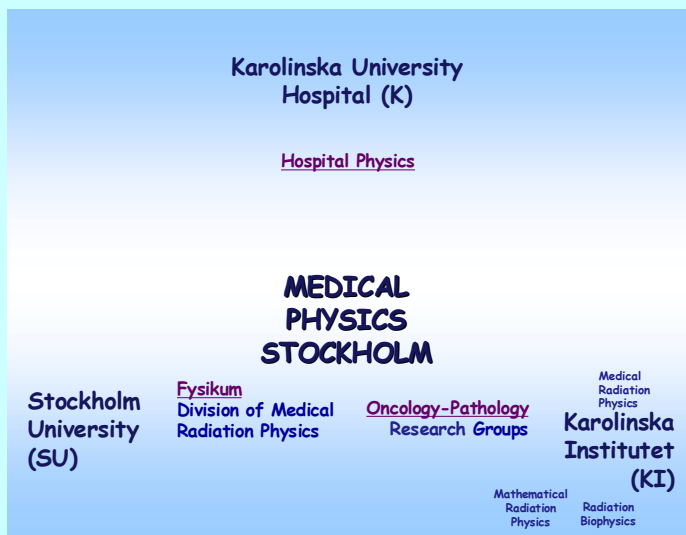 Karolinska University
Hospital (K)
Hospital Physics
MEDICAL
PHYSICS
STOCKHOLM
Stockholm
University
(SU)
Fysikum
Division of Medical
Radiation Physics
Oncology-Pathology
Research Groups
Medical
Radiation
Physics
Karolinska
Institutet
(KI)
Mathematical
Radiation
Physics
Radiation
Biophysics